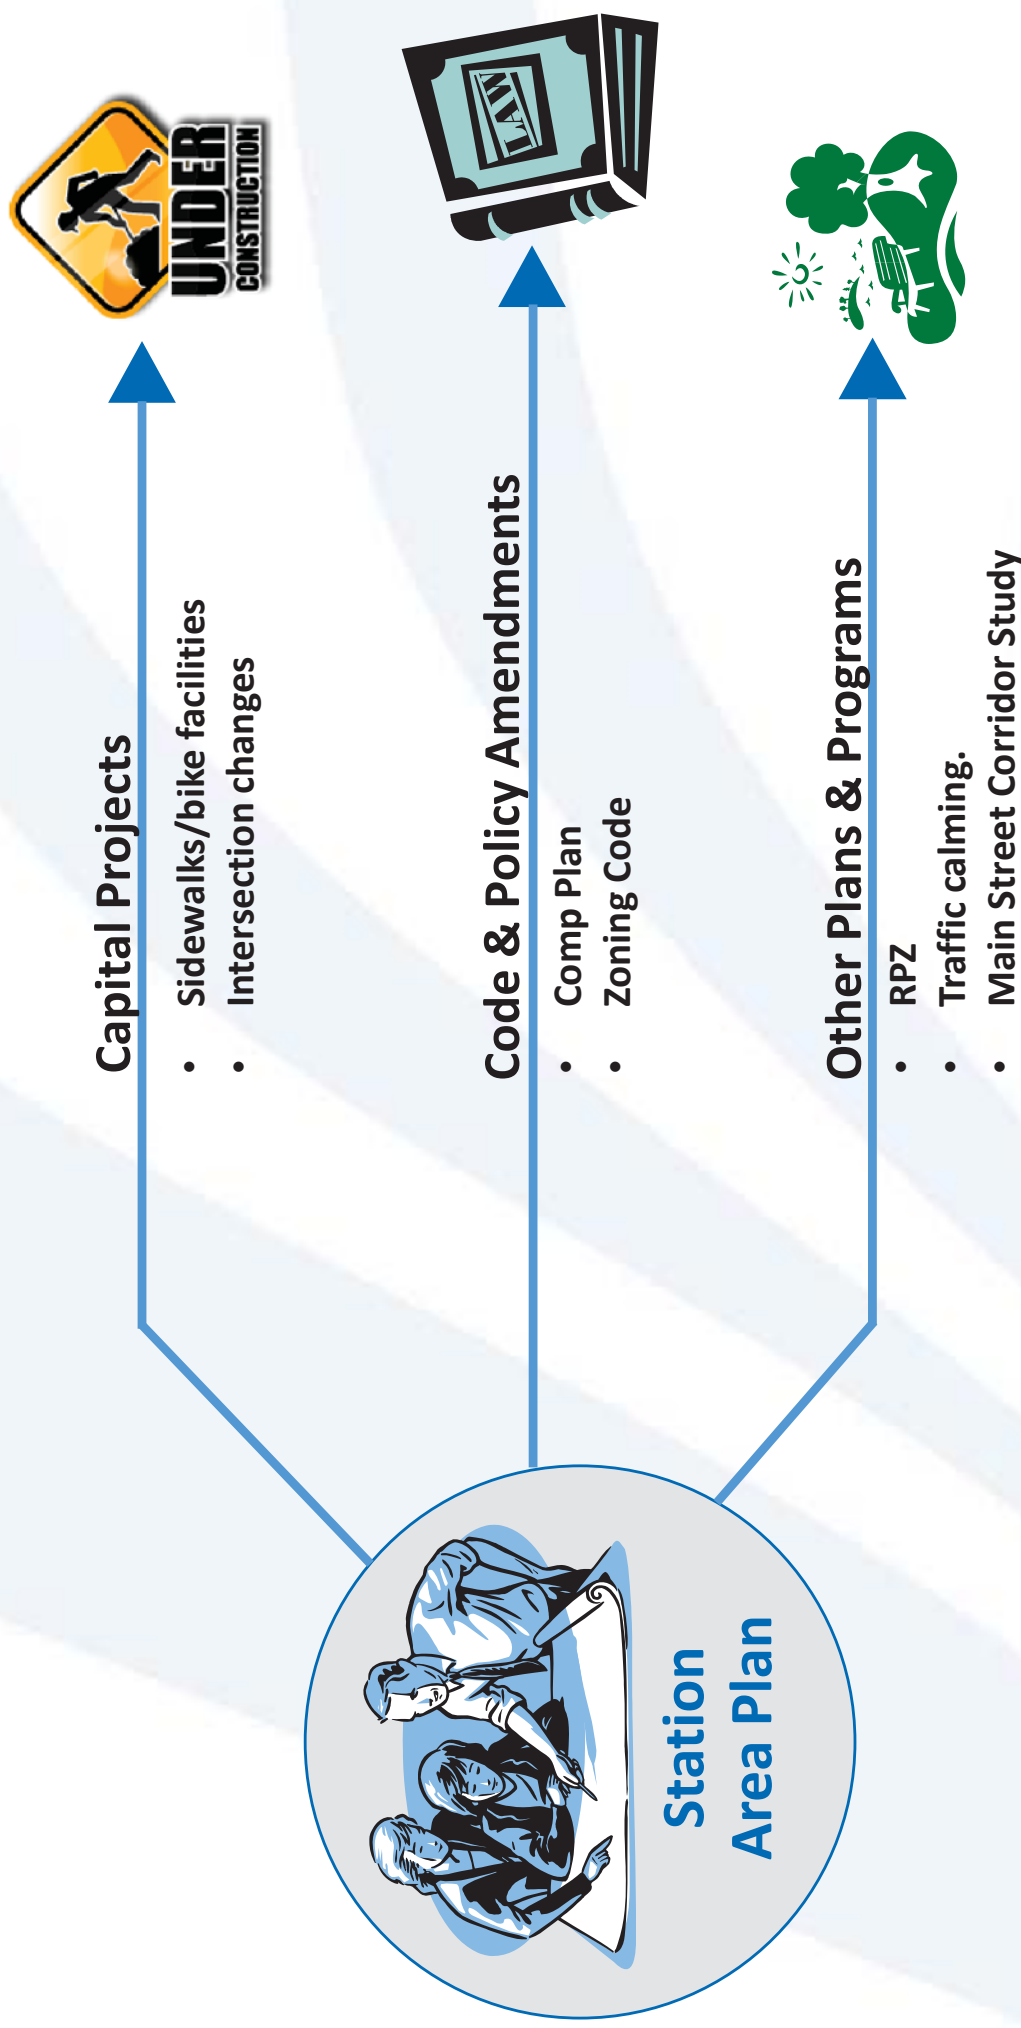 Capital Projects
• Sidewalks/bike facilities
• Intersection changes
UNDER
CONSTRUCTION
Code & Policy Amendments
• Comp Plan
• Zoning Code
LAW
Other Plans & Programs
• RPZ
• Traffic calming.
• Main Street Corridor Study
Station
Area Plan